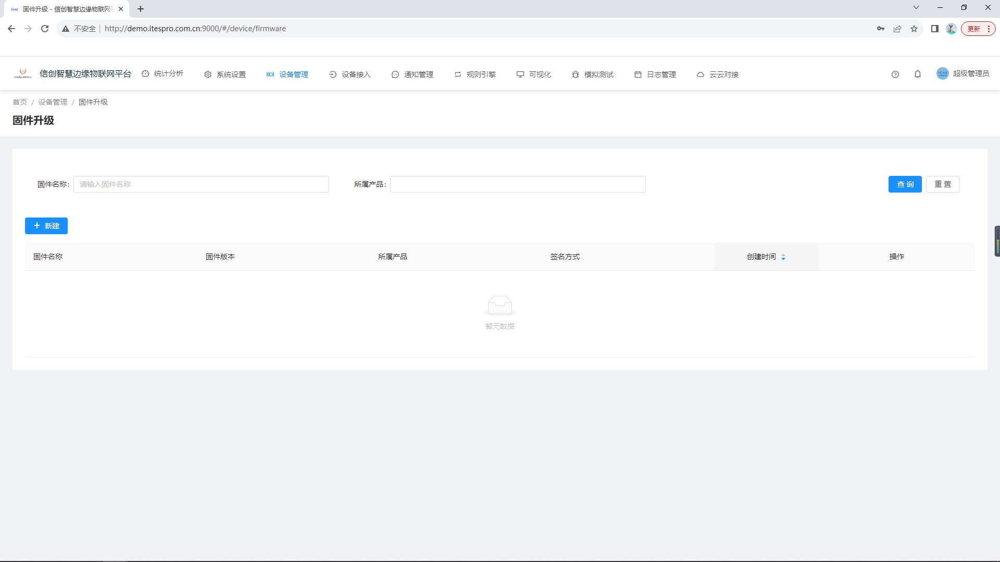 固件升级 - 信创智慧边缘物联网平
不安全 http://demo.itespro.com.cn:9000/#/device/firmware 更新
信创智慧边缘物联网平台 统计分析 系统设置 设备管理 设备接入 通知管理 规则引擎 可视化 模拟测试 日志管理 云云对接 超级管理员
首页 / 设备管理 / 固件升级
固件升级
固件名称: 请输入固件名称 所属产品: 查 询 重 置
+ 新建
固件名称 固件版本 所属产品 签名方式 创建时间 操作
暂无数据